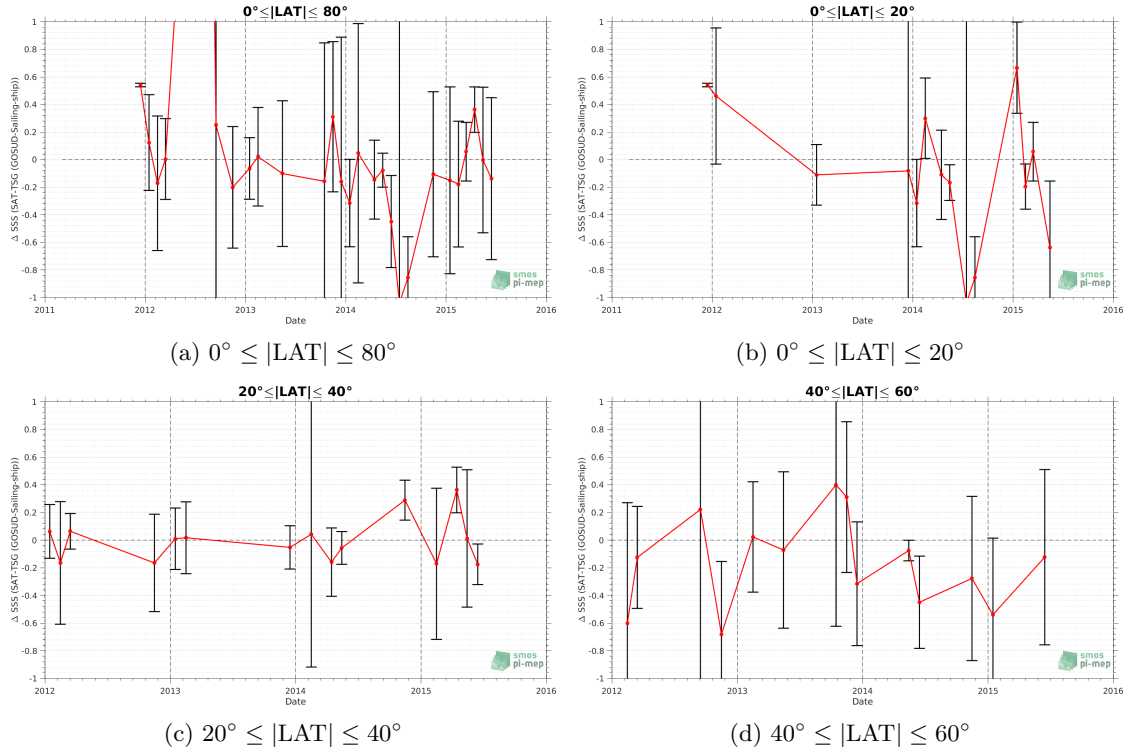 0°≤|LAT|≤ 80°
Δ SSS (SAT-TSG (GOSUD-Sailing-ship))
1
0.8
0.6
0.4
0.2
0
-0.2
-0.4
-0.6
-0.8
-1
2011 2012 2013 2014 2015 2016
Date
smos
pi-mep
(a) 0° ≤ |LAT| ≤ 80°
0°≤|LAT|≤ 20°
Δ SSS (SAT-TSG (GOSUD-Sailing-ship))
1
0.8
0.6
0.4
0.2
0
-0.2
-0.4
-0.6
-0.8
-1
2011 2012 2013 2014 2015 2016
Date
smos
pi-mep
(b) 0° ≤ |LAT| ≤ 20°
20°≤|LAT|≤ 40°
Δ SSS (SAT-TSG (GOSUD-Sailing-ship))
1
0.8
0.6
0.4
0.2
0
-0.2
-0.4
-0.6
-0.8
-1
2012 2013 2014 2015 2016
Date
smos
pi-mep
(c) 20° ≤ |LAT| ≤ 40°
40°≤|LAT|≤ 60°
Δ SSS (SAT-TSG (GOSUD-Sailing-ship))
1
0.8
0.6
0.4
0.2
0
-0.2
-0.4
-0.6
-0.8
-1
2012 2013 2014 2015 2016
Date
smos
pi-mep
(d) 40° ≤ |LAT| ≤ 60°